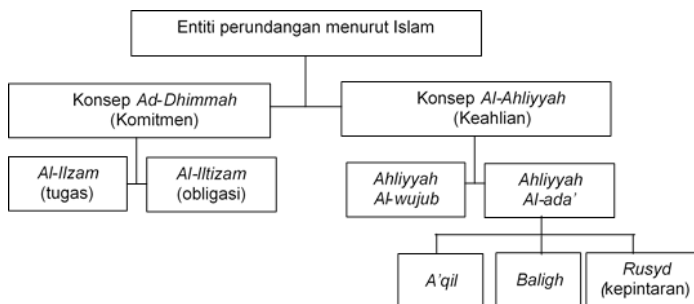 Entiti perundangan menurut Islam
Konsep Ad-Dhimmah
(Komitmen)
Konsep Al-Ahliyyah
(Keahlian)
Al-Ilzam
(tugas)
Al-Iltizam
(obligasi)
Ahliyyah
Al-wujub
Ahliyyah
Al-ada’
A’qil
Baligh
Rusyd
(kepintaran)